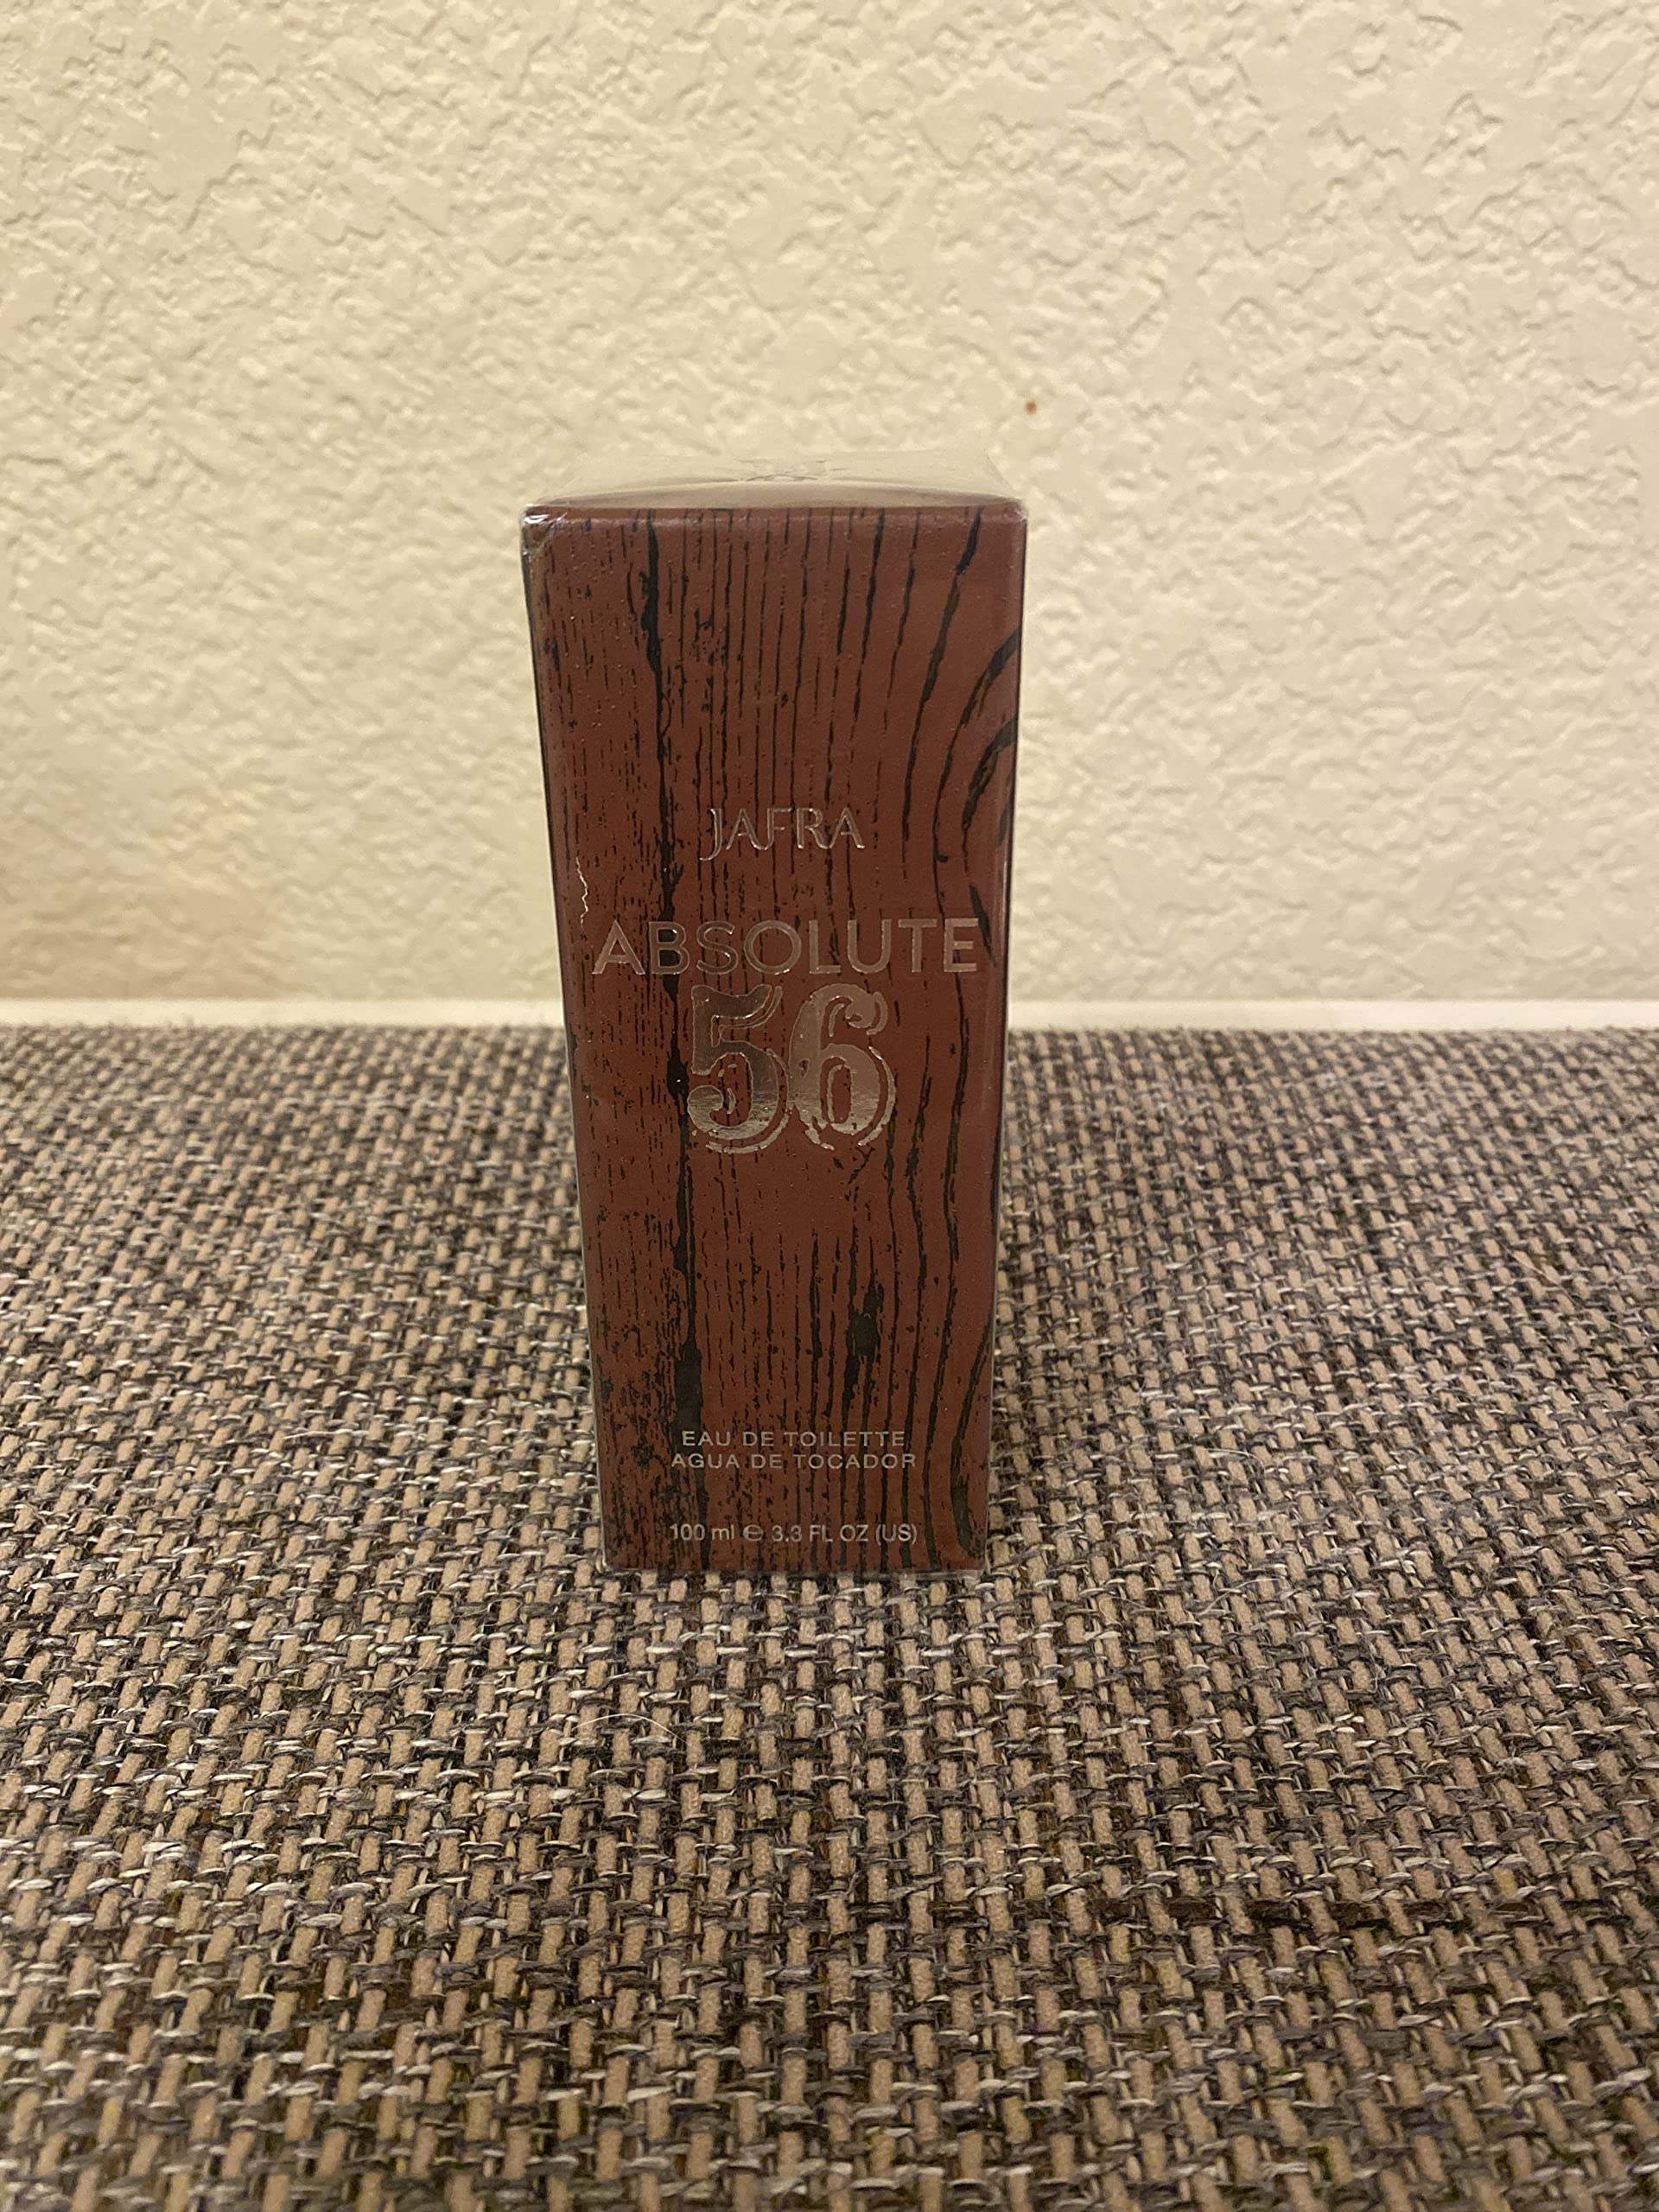 JAFRA
ABSOLUTE
56
EAU DE TOILETTE
AGUA DE TOCADOR
100 ml ℮ 3.3 FL OZ (US)